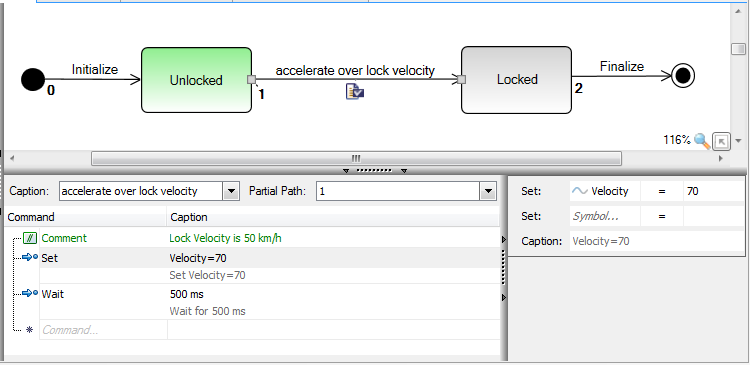 Initialize
accelerate over lock velocity
Finalize
Unlocked
Locked
0
1
2
116%
Caption: accelerate over lock velocity Partial Path: 1
Set: Velocity = 70
Command Caption
Set: Symbol... =
// Comment Lock Velocity is 50 km/h
Caption: Velocity=70
Set Velocity=70
Set Velocity=70
Wait 500 ms
Wait for 500 ms
Command...